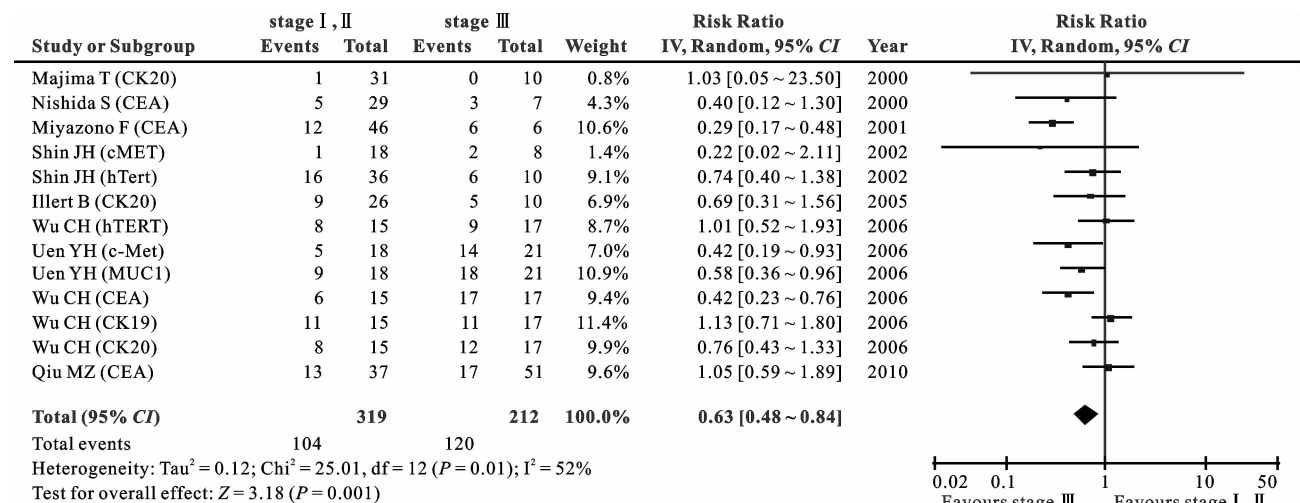 stage Ⅰ, Ⅱ stage Ⅲ Risk Ratio Risk Ratio
Study or Subgroup Events Total Events Total Weight IV, Random, 95% CI Year IV, Random, 95% CI
Majima T (CK20) 1 31 0 10 0.8% 1.03 [0.05 ~ 23.50] 2000
Nishida S (CEA) 5 29 3 7 4.3% 0.40 [0.12 ~ 1.30] 2000
Miyazono F (CEA) 12 46 6 6 10.6% 0.29 [0.17 ~ 0.48] 2001
Shin JH (cMET) 1 18 2 8 1.4% 0.22 [0.02 ~ 2.11] 2002
Shin JH (hTert) 16 36 6 10 9.1% 0.74 [0.40 ~ 1.38] 2002
Illert B (CK20) 9 26 5 10 6.9% 0.69 [0.31 ~ 1.56] 2005
Wu CH (hTERT) 8 15 9 17 8.7% 1.01 [0.52 ~ 1.93] 2006
Uen YH (c-Met) 5 18 14 21 7.0% 0.42 [0.19 ~ 0.93] 2006
Uen YH (MUC1) 9 18 18 21 10.9% 0.58 [0.36 ~ 0.96] 2006
Wu CH (CEA) 6 15 17 17 9.4% 0.42 [0.23 ~ 0.76] 2006
Wu CH (CK19) 11 15 11 17 11.4% 1.13 [0.71 ~ 1.80] 2006
Wu CH (CK20) 8 15 12 17 9.9% 0.76 [0.43 ~ 1.33] 2006
Qiu MZ (CEA) 13 37 17 51 9.6% 1.05 [0.59 ~ 1.89] 2010
Total (95% CI) 319 212 100.0% 0.63 [0.48 ~ 0.84]
Total events 104 120
Heterogeneity: Tau² = 0.12; Chi² = 25.01, df = 12 (P = 0.01); I² = 52%
Test for overall effect: Z = 3.18 (P = 0.001)
0.02 0.1 1 10 50
Favours stage Ⅲ Favours stage Ⅰ, Ⅱ